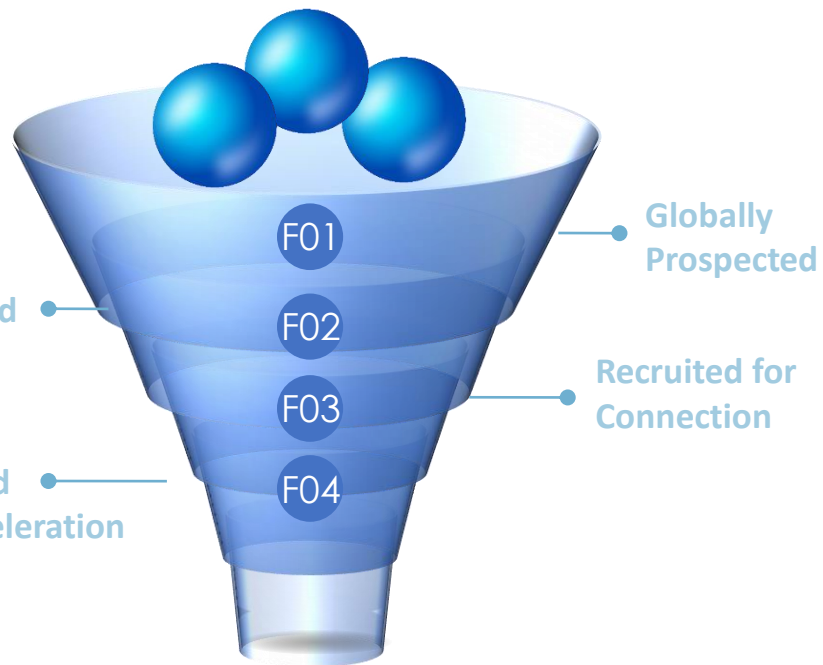 F01
Globally
Prospected
F02
Recruited for
F03
Connection
F04